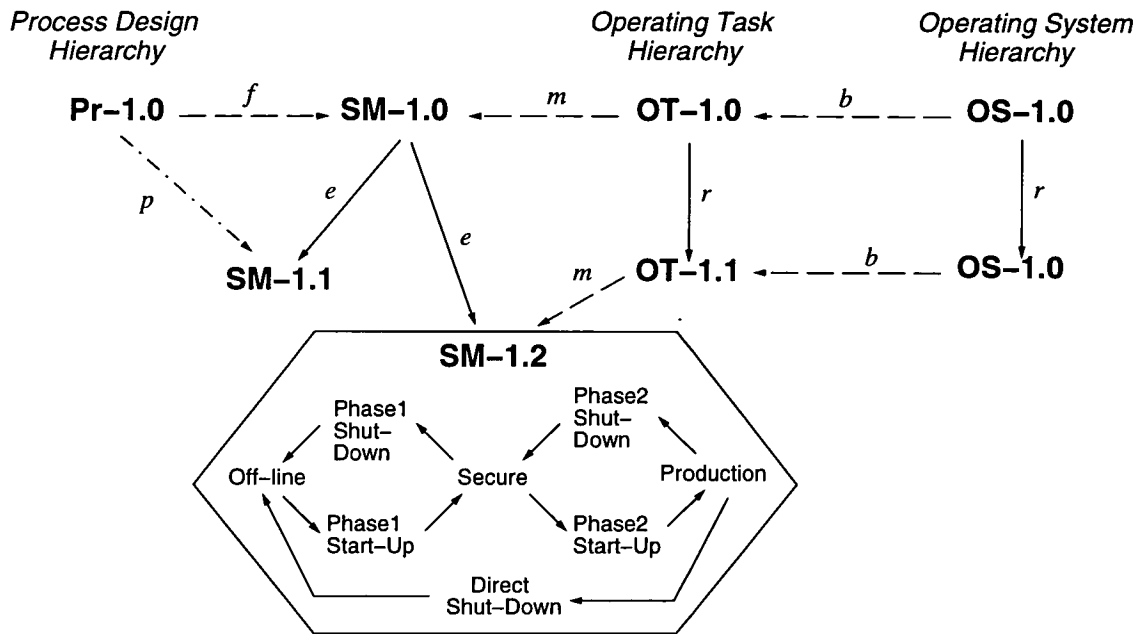 Process Design
Hierarchy
Operating Task
Hierarchy
Operating System
Hierarchy
Pr–1.0
f
SM–1.0
m
OT–1.0
b
OS–1.0
p
e
e
r
r
SM–1.1
m
OT–1.1
b
OS–1.0
SM–1.2
Phase1
Shut–
Down
Phase2
Shut–
Down
Off–line
Secure
Production
Phase1
Start–Up
Phase2
Start–Up
Direct
Shut–Down